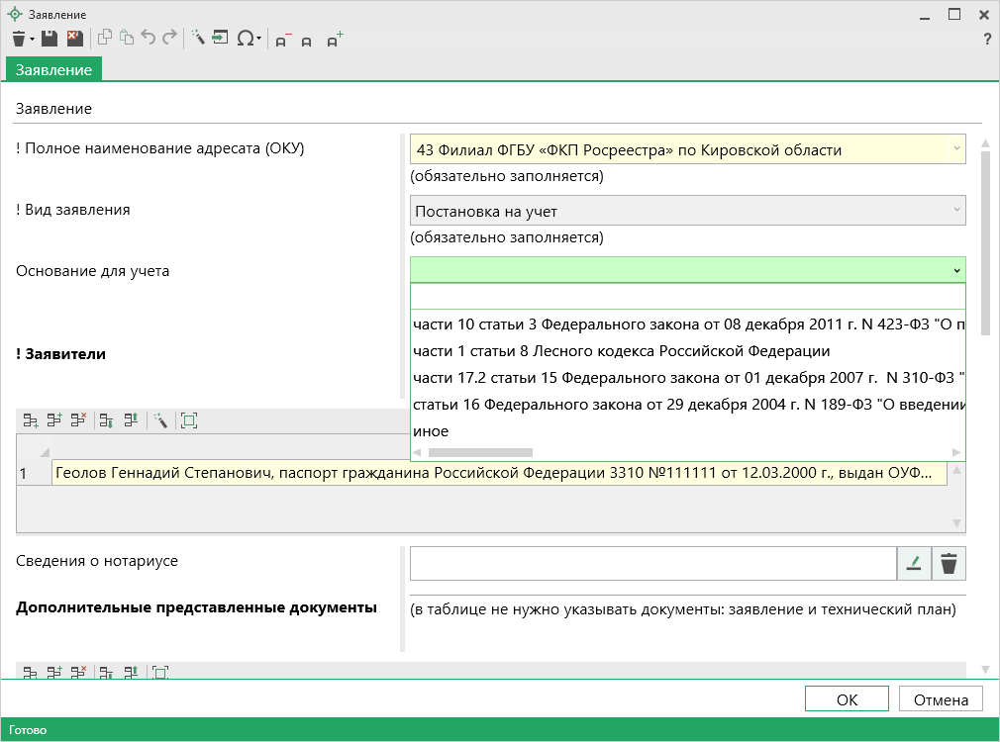 Заявление
?
Заявление
Заявление
! Полное наименование адресата (ОКУ)
43 Филиал ФГБУ «ФКП Росреестра» по Кировской области
(обязательно заполняется)
! Вид заявления
Постановка на учет
(обязательно заполняется)
Основание для учета
части 10 статьи 3 Федерального закона от 08 декабря 2011 г. N 423-ФЗ "О п
части 1 статьи 8 Лесного кодекса Российской Федерации
части 17.2 статьи 15 Федерального закона от 01 декабря 2007 г.  N 310-ФЗ "
статьи 16 Федерального закона от 29 декабря 2004 г. N 189-ФЗ "О введении
иное
! Заявители
1
Геолов Геннадий Степанович, паспорт гражданина Российской Федерации 3310 №111111 от 12.03.2000 г., выдан ОУФ...
Сведения о нотариусе
Дополнительные представленные документы
(в таблице не нужно указывать документы: заявление и технический план)
ОК
Отмена
Готово